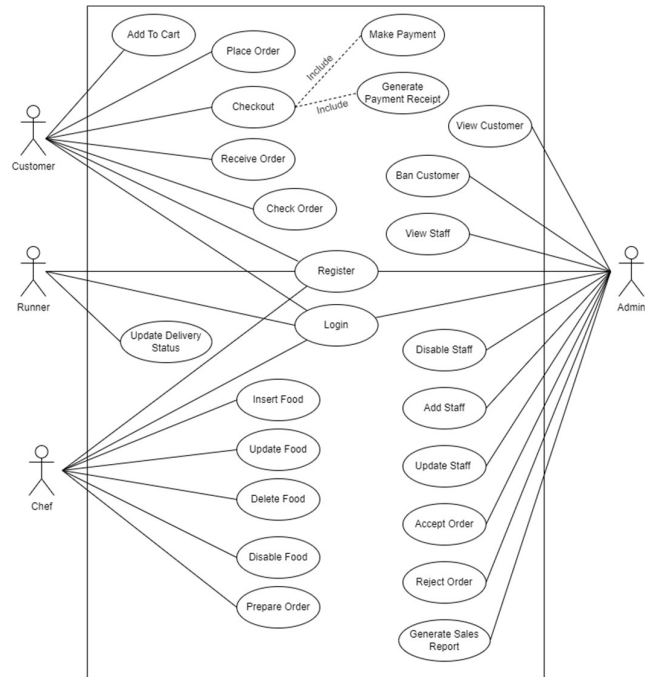 Add To Cart
Place Order
Make Payment
Include
Checkout
Generate
Payment Receipt
Include
View Customer
Customer
Receive Order
Ban Customer
Check Order
View Staff
Register
Runner
Admin
Login
Update Delivery
Status
Disable Staff
Insert Food
Add Staff
Update Food
Update Staff
Chef
Delete Food
Accept Order
Disable Food
Reject Order
Prepare Order
Generate Sales
Report